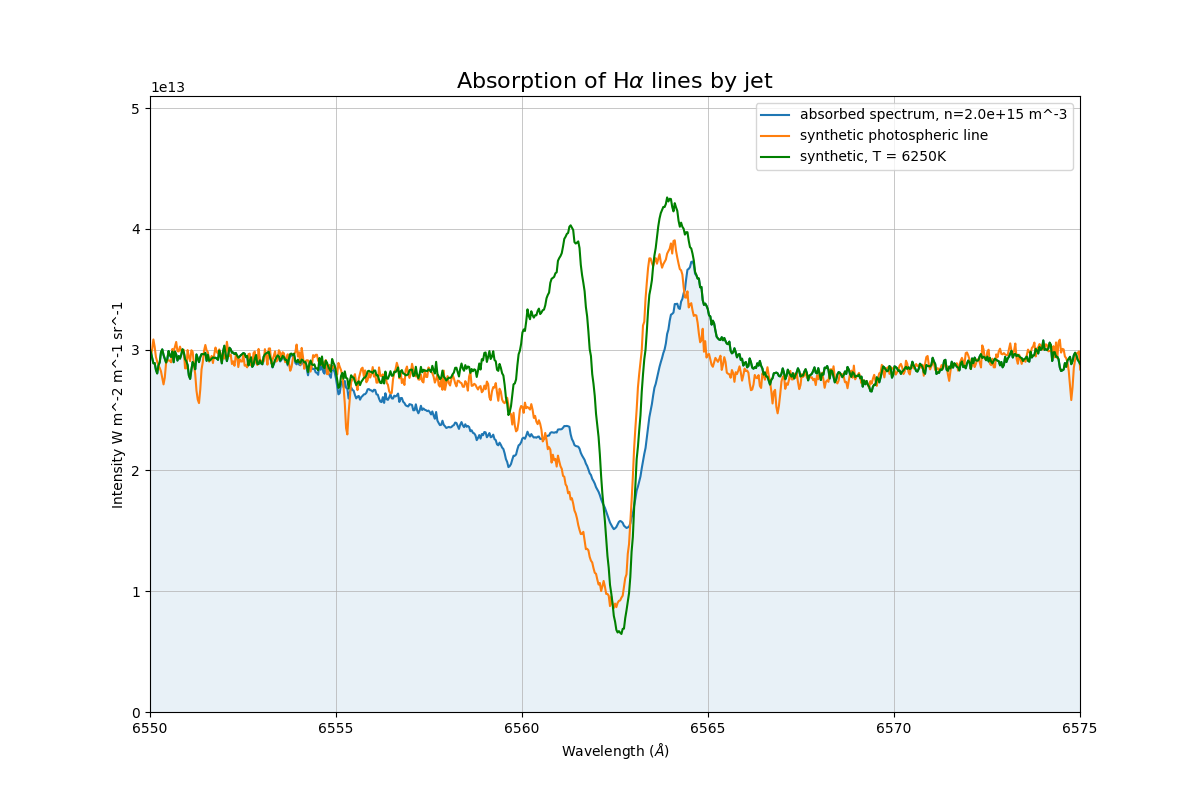 Absorption of Hα lines by jet
1e13
absorbed spectrum, n=2.0e+15 m^-3
synthetic photospheric line
synthetic, T = 6250K
5
4
3
2
1
0
Intensity W m^-2 m^-1 sr^-1
6550 6555 6560 6565 6570 6575
Wavelength (Å)